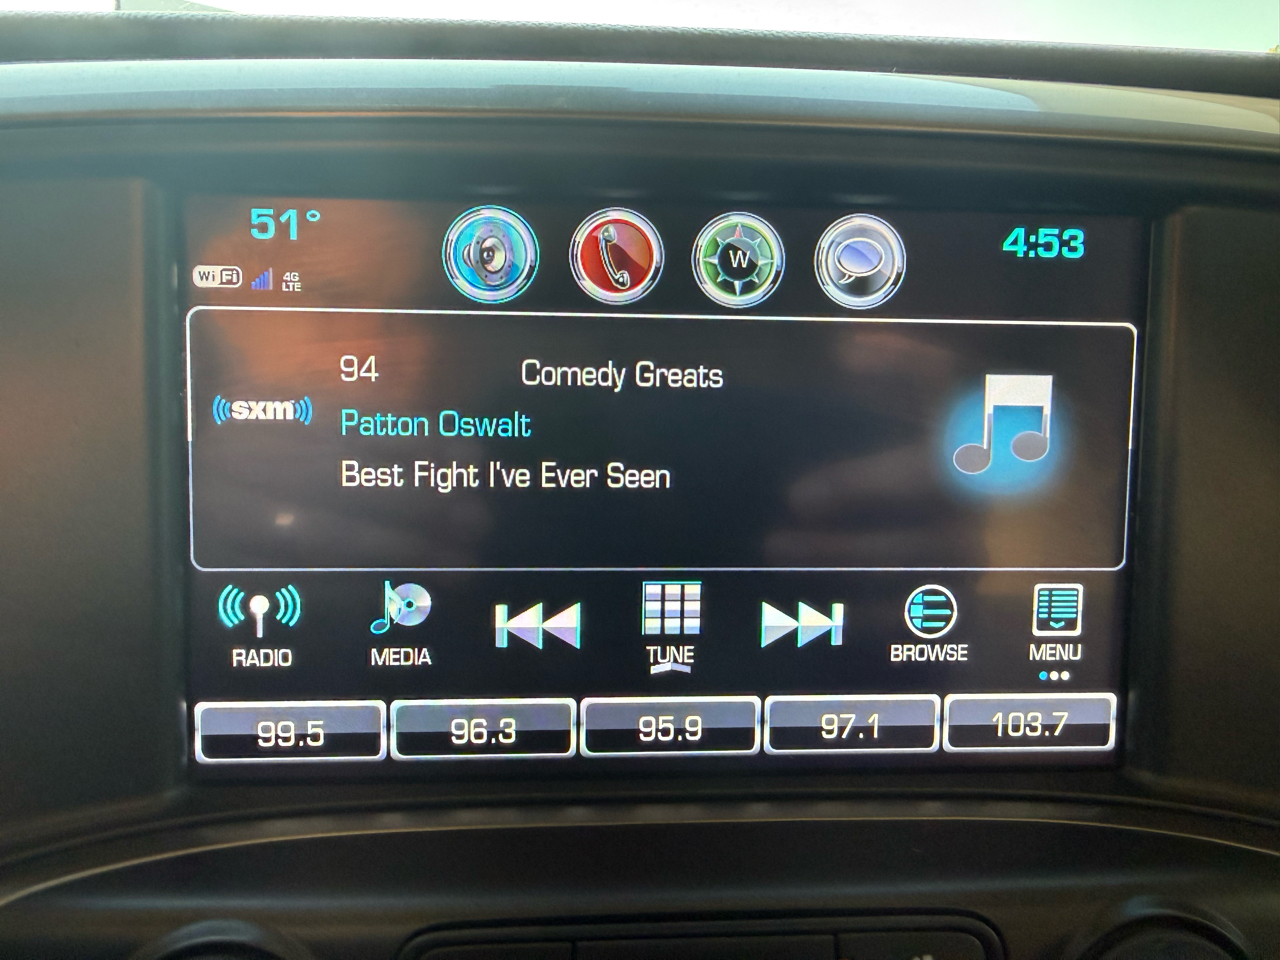 51°
4:53
WiFi
4G
LTE
W
94
Comedy Greats
sxm
Patton Oswalt
Best Fight I've Ever Seen
RADIO
MEDIA
TUNE
BROWSE
MENU
99.5
96.3
95.9
97.1
103.7